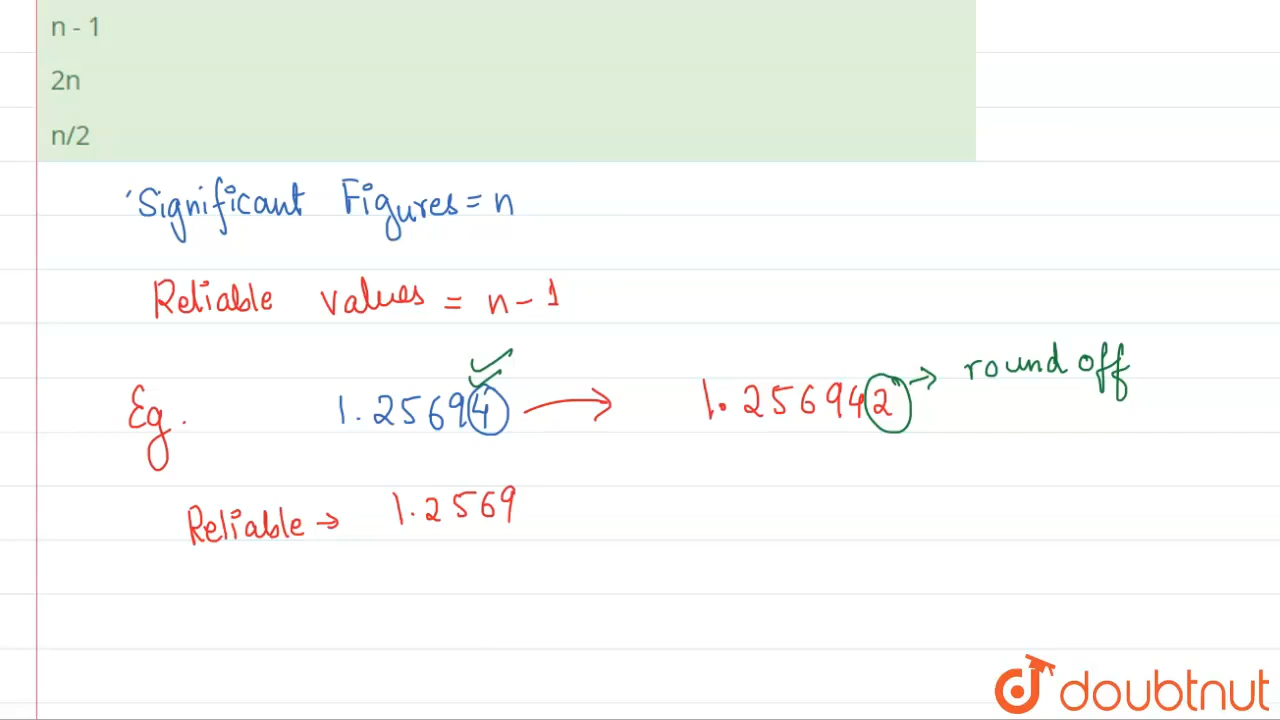 n - 1
2n
n/2
Significant Figures = n
Reliable values = n - 1
round off
Eg. 1.25694 → 1.256942 →
Reliable → 1.2569
doubtnut